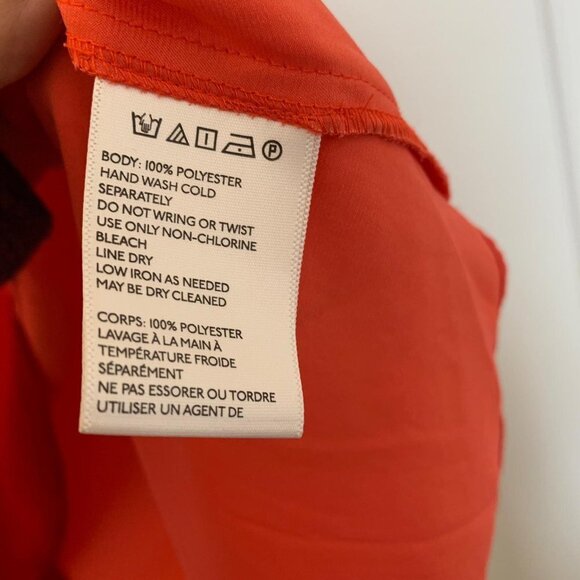 BODY: 100% POLYESTER
HAND WASH COLD
SEPARATELY
DO NOT WRING OR TWIST
USE ONLY NON-CHLORINE
BLEACH
LINE DRY
LOW IRON AS NEEDED
MAY BE DRY CLEANED
CORPS: 100% POLYESTER
LAVAGE À LA MAIN À
TEMPÉRATURE FROIDE
SÉPARÉMENT
NE PAS ESSORER OU TORDRE
UTILISER UN AGENT DE